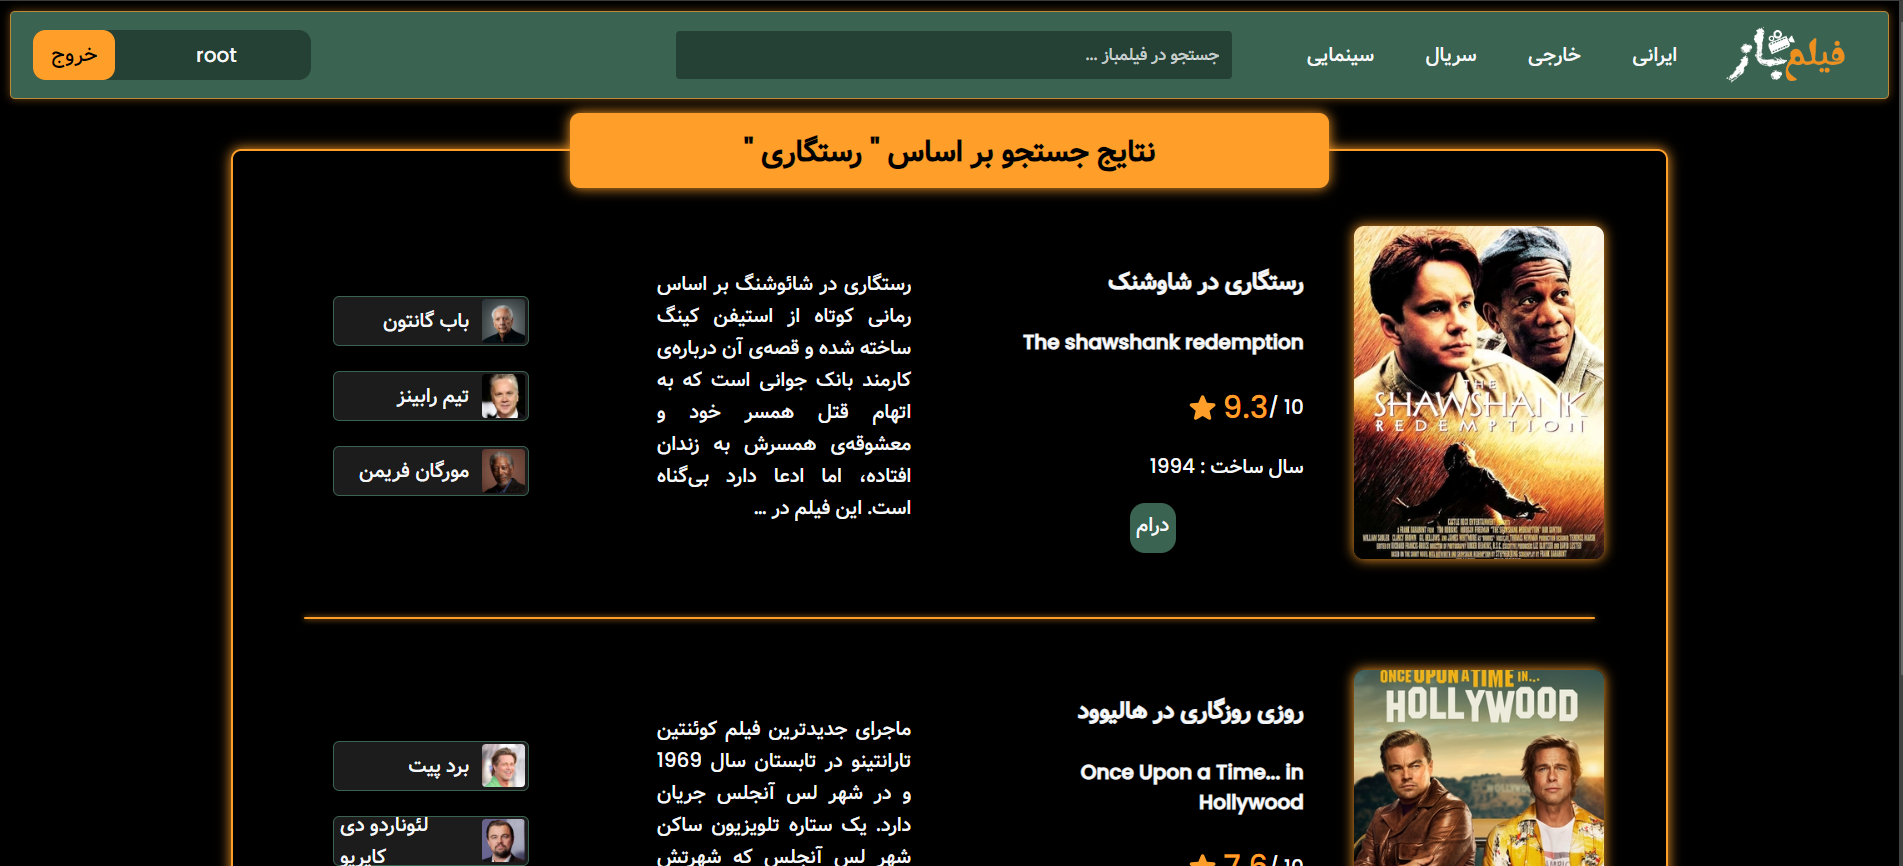 فیلمباز
ایرانی
خارجی
سریال
سینمایی
جستجو در فیلمباز ...
root
خروج
نتایج جستجو بر اساس " رستگاری "
THE
SHAWSHANK
REDEMPTION
رستگاری در شاوشنک
The shawshank redemption
9.3/ 10
سال ساخت : 1994
درام
رستگاری در شائوشنگ بر اساس
رمانی کوتاه از استیفن کینگ
ساخته شده و قصه‌ی آن درباره‌ی
کارمند بانک جوانی است که به
اتهام قتل همسر خود و
معشوقه‌ی همسرش به زندان
افتاده، اما ادعا دارد بی‌گناه
است. این فیلم در ...
باب گانتون
تیم رابینز
مورگان فریمن
ONCE UPON A TIME IN...
HOLLYWOOD
روزی روزگاری در هالیوود
Once Upon a Time... in
Hollywood
7.6/ 10
ماجرای جدیدترین فیلم کوئنتین
تارانتینو در تابستان سال 1969
و در شهر لس آنجلس جریان
دارد. یک ستاره تلویزیون ساکن
شهر لس آنجلس که شهرتش
برد پیت
لئوناردو دی
کاپریو